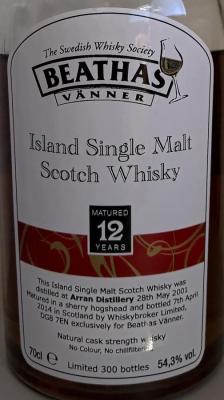 The Swedish Whisky Society
BEATHAS
VÄNNER
Island Single Malt
Scotch Whisky
MATURED
12
YEARS
This Island Single Malt Scotch Whisky was
distilled at Arran Distillery 28th May 2001
Matured in a sherry hogshead and bottled 7th April
2014 in Scotland by Whiskybroker Limited,
DG8 7EN exclusively for Beathas Vänner.
Natural cask strength whisky
No Colour, No chillfilter
70cl
Limited 300 bottles
54,3% vol.